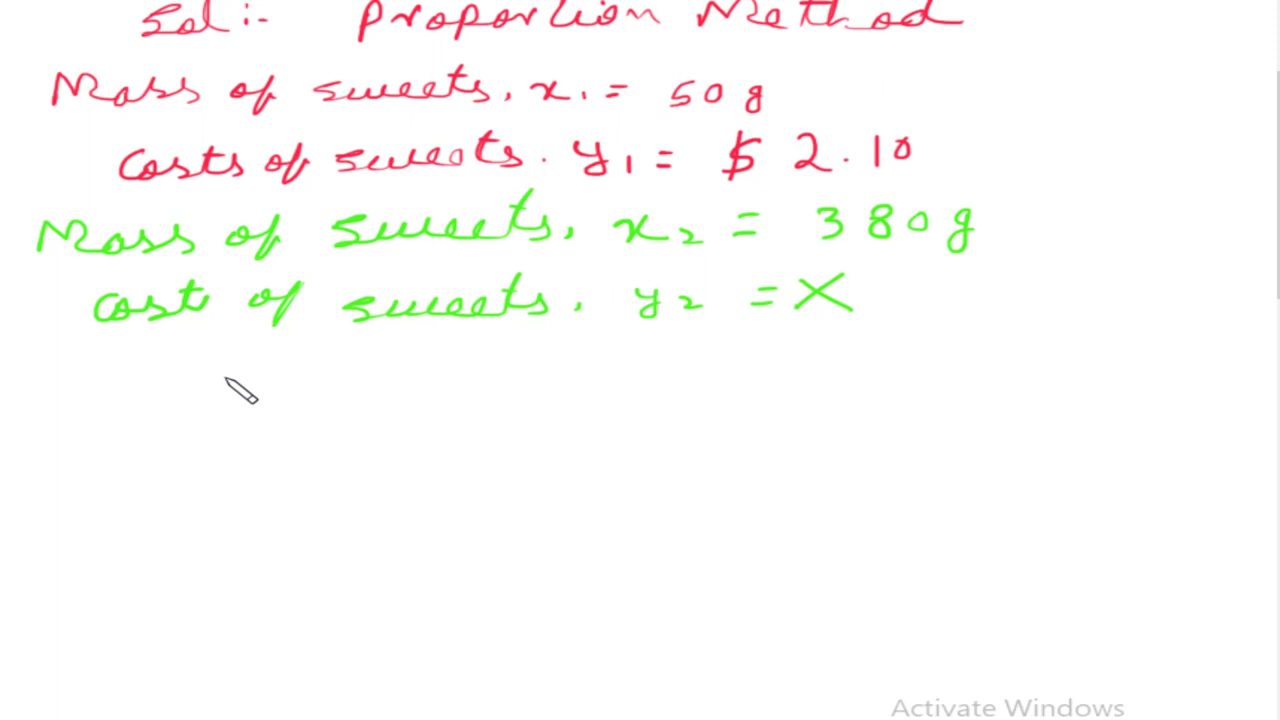 Sol :- Proportion Method
Mass of sweets, x₁ = 50 g
Costs of sweets. y₁ = $ 2.10
Mass of sweets, x₂ = 380 g
Cost of sweets. y₂ = X
Activate Windows